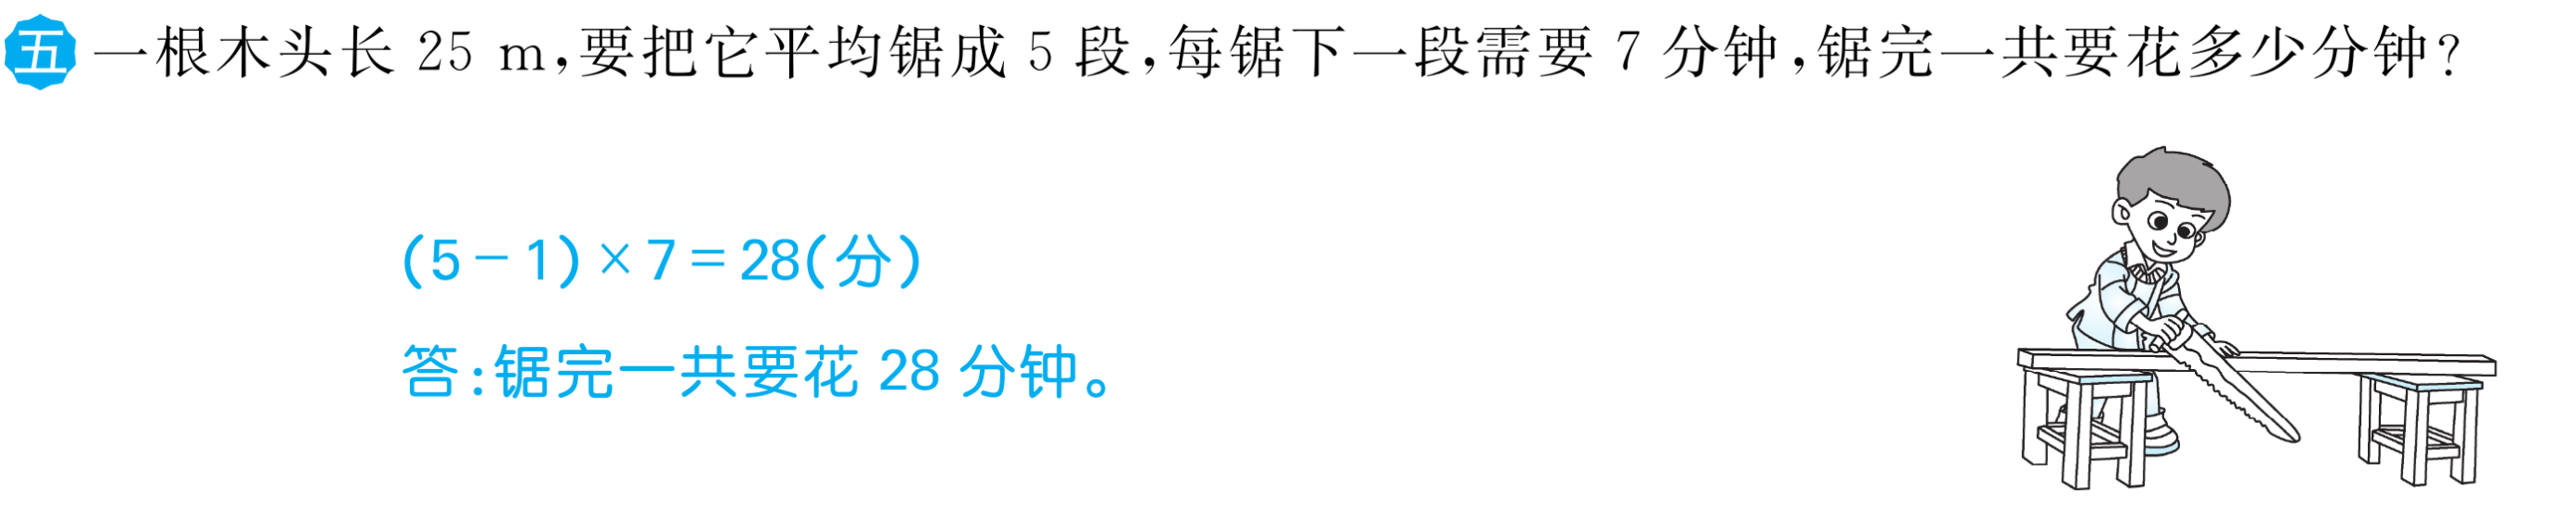 五 一根木头长 25 m,要把它平均锯成 5 段,每锯下一段需要 7 分钟,锯完一共要花多少分钟?
(5-1)×7=28(分)
答:锯完一共要花 28 分钟。